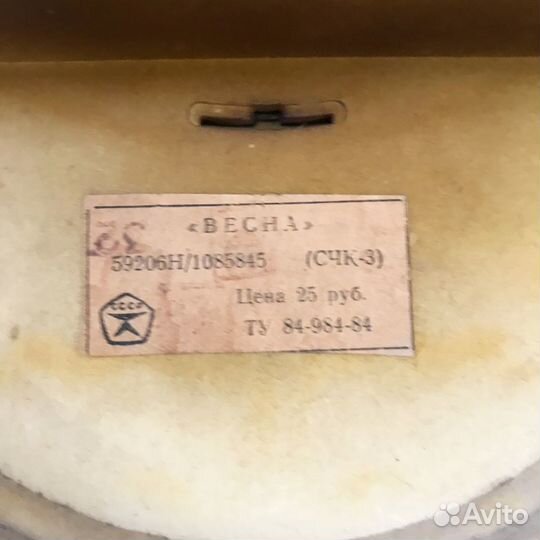 «ВЕСНА»
59206Н/1085845 (СЧК-3)
Цена 25 руб.
ТУ 84-984-84
СССР
Avito